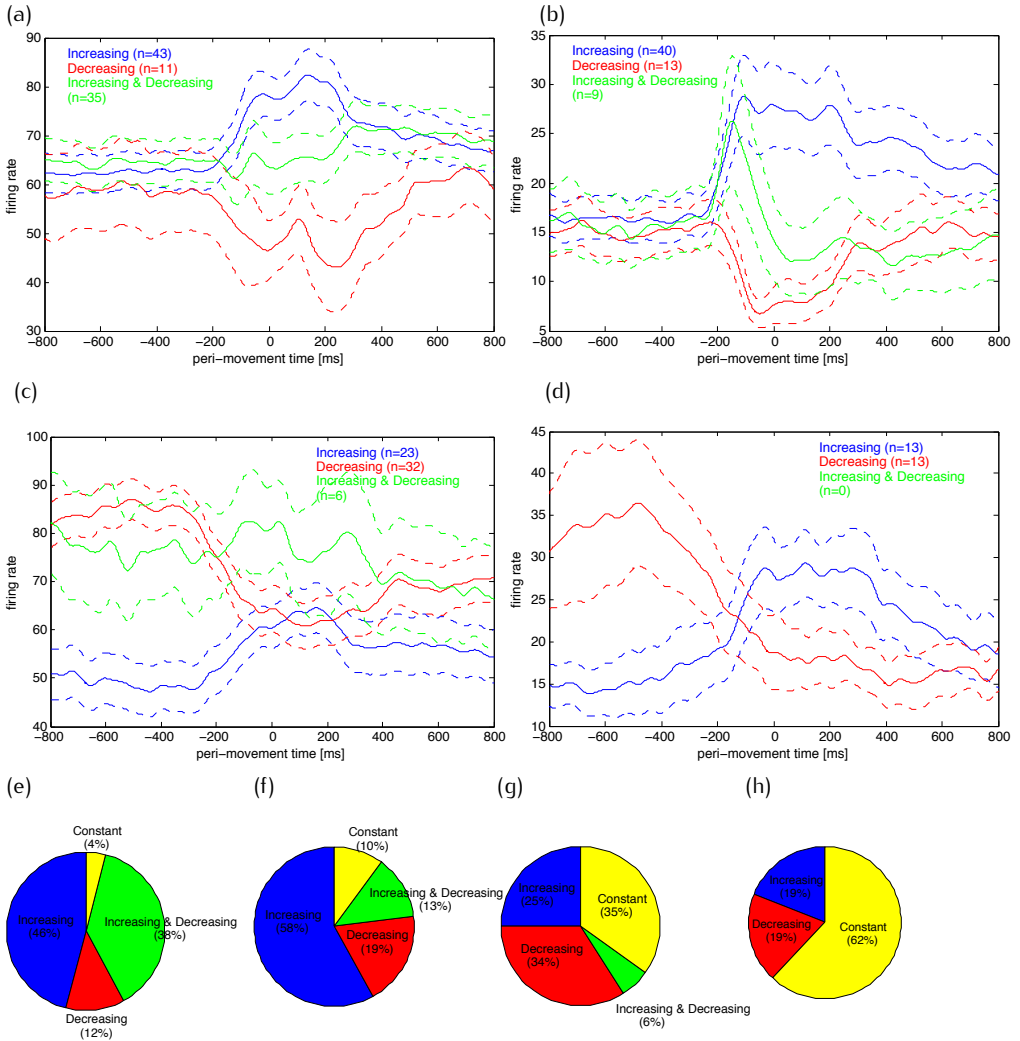 (a)
90
80
70
60
50
40
30
firing rate
Increasing (n=43)
Decreasing (n=11)
Increasing & Decreasing
(n=35)
−800 −600 −400 −200 0 200 400 600 800
peri−movement time [ms]
(b)
35
30
25
20
15
10
5
firing rate
Increasing (n=40)
Decreasing (n=13)
Increasing & Decreasing
(n=9)
−800 −600 −400 −200 0 200 400 600 800
peri−movement time [ms]
(c)
100
90
80
70
60
50
40
firing rate
Increasing (n=23)
Decreasing (n=32)
Increasing & Decreasing
(n=6)
−800 −600 −400 −200 0 200 400 600 800
peri−movement time [ms]
(d)
45
40
35
30
25
20
15
10
firing rate
Increasing (n=13)
Decreasing (n=13)
Increasing & Decreasing
(n=0)
−800 −600 −400 −200 0 200 400 600 800
peri−movement time [ms]
(e)
Constant
(4%)
Increasing
(46%)
Increasing & Decreasing
(38%)
Decreasing
(12%)
(f)
Constant
(10%)
Increasing & Decreasing
(13%)
Increasing
(58%)
Decreasing
(19%)
(g)
Increasing
(25%)
Constant
(35%)
Decreasing
(34%)
Increasing & Decreasing
(6%)
(h)
Increasing
(19%)
Decreasing
(19%)
Constant
(62%)